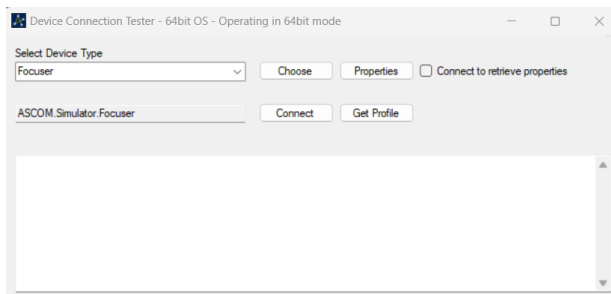 Device Connection Tester - 64bit OS - Operating in 64bit mode
Select Device Type
Focuser Choose Properties Connect to retrieve properties
ASCOM.Simulator.Focuser Connect Get Profile